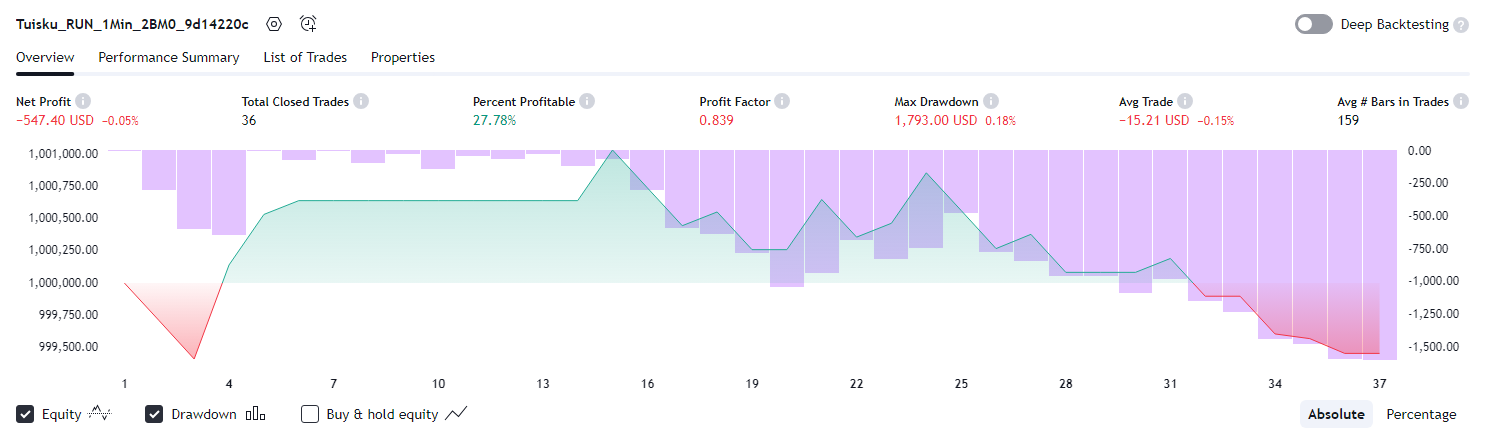 Tuisku_RUN_1Min_2BM0_9d14220c Deep Backtesting ?
Overview Performance Summary List of Trades Properties
Net Profit i Total Closed Trades i Percent Profitable i Profit Factor i Max Drawdown i Avg Trade i Avg # Bars in Trades i
−547.40 USD −0.05% 36 27.78% 0.839 1,793.00 USD 0.18% −15.21 USD −0.15% 159
1,001,000.00 0.00
1,000,750.00 -250.00
1,000,500.00 -500.00
1,000,250.00 -750.00
1,000,000.00 -1,000.00
999,750.00 -1,250.00
999,500.00 -1,500.00
1 4 7 10 13 16 19 22 25 28 31 34 37
Equity Drawdown Buy & hold equity Absolute Percentage